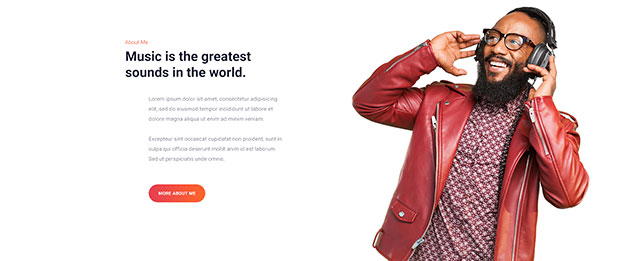 About Me
Music is the greatest
sounds in the world.
Lorem ipsum dolor sit amet, consectetur adipisicing
elit, sed do eiusmod tempor incididunt ut labore et
dolore magna aliqua ut enim ad minim veniam.
Excepteur sint occaecat cupidatat non proident, sunt in
culpa qui officia deserunt mollit anim id est laborum.
Sed ut perspiciatis unde omnis.
MORE ABOUT ME